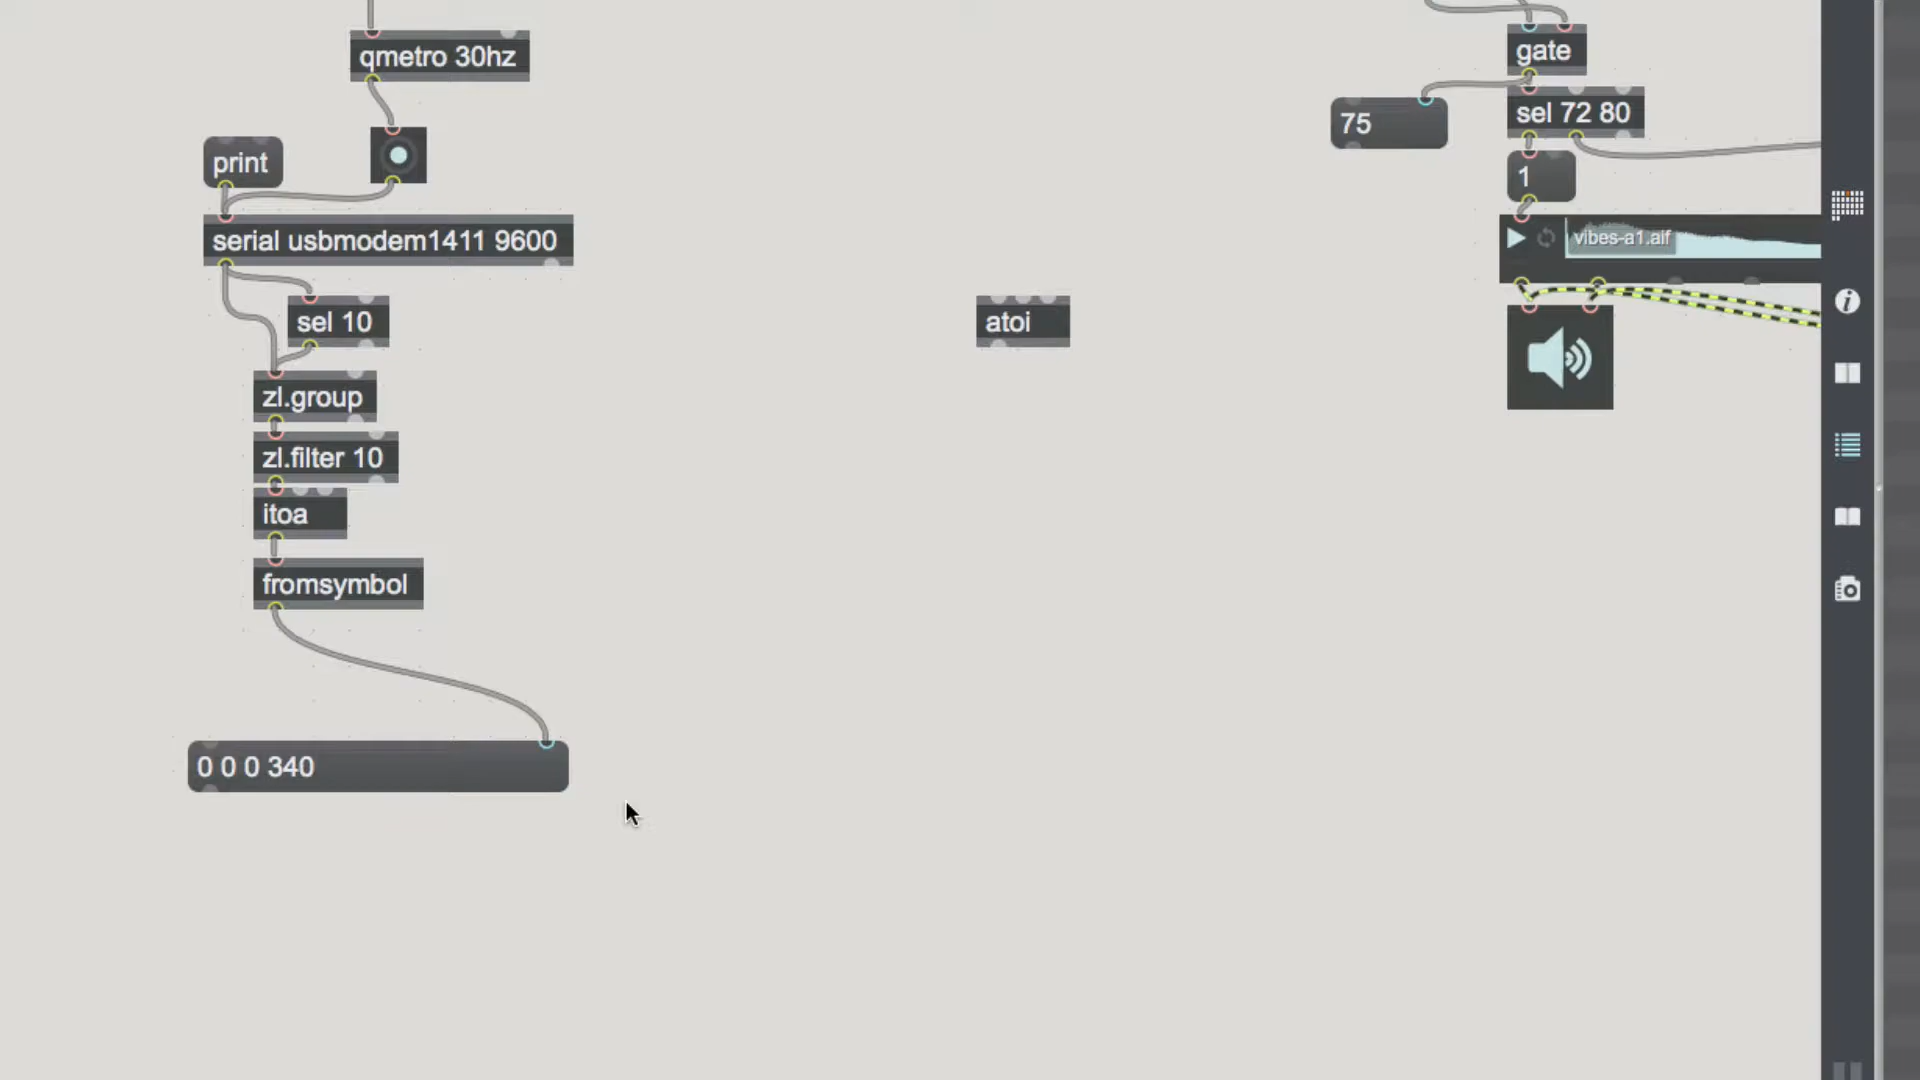 qmetro 30hz
print
serial usbmodem1411 9600
sel 10
zl.group
zl.filter 10
itoa
fromsymbol
0 0 0 340
atoi
gate
75
sel 72 80
1
vibes-a1.aif